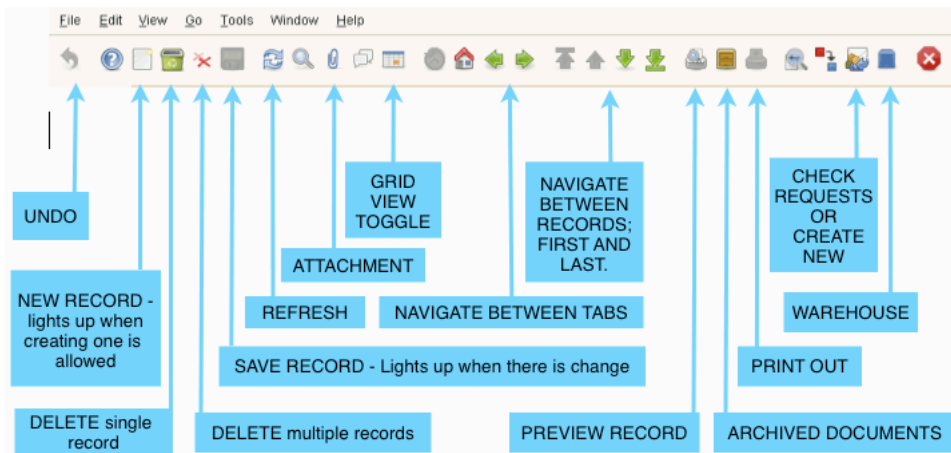 File Edit View Go Tools Window Help
UNDO
GRID
VIEW
TOGGLE
NAVIGATE
BETWEEN
RECORDS;
FIRST AND
LAST.
CHECK
REQUESTS
OR
CREATE
NEW
ATTACHMENT
NEW RECORD -
lights up when
creating one is
allowed
REFRESH
NAVIGATE BETWEEN TABS
WAREHOUSE
SAVE RECORD - Lights up when there is change
PRINT OUT
DELETE single
record
DELETE multiple records
PREVIEW RECORD
ARCHIVED DOCUMENTS